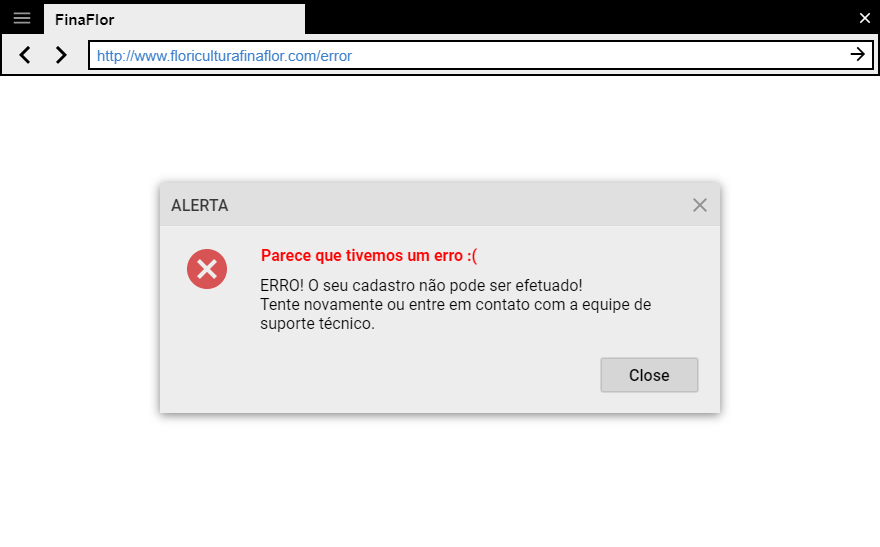 FinaFlor
http://www.floriculturafinaflor.com/error
ALERTA
Parece que tivemos um erro :(
ERRO! O seu cadastro não pode ser efetuado!
Tente novamente ou entre em contato com a equipe de
suporte técnico.
Close